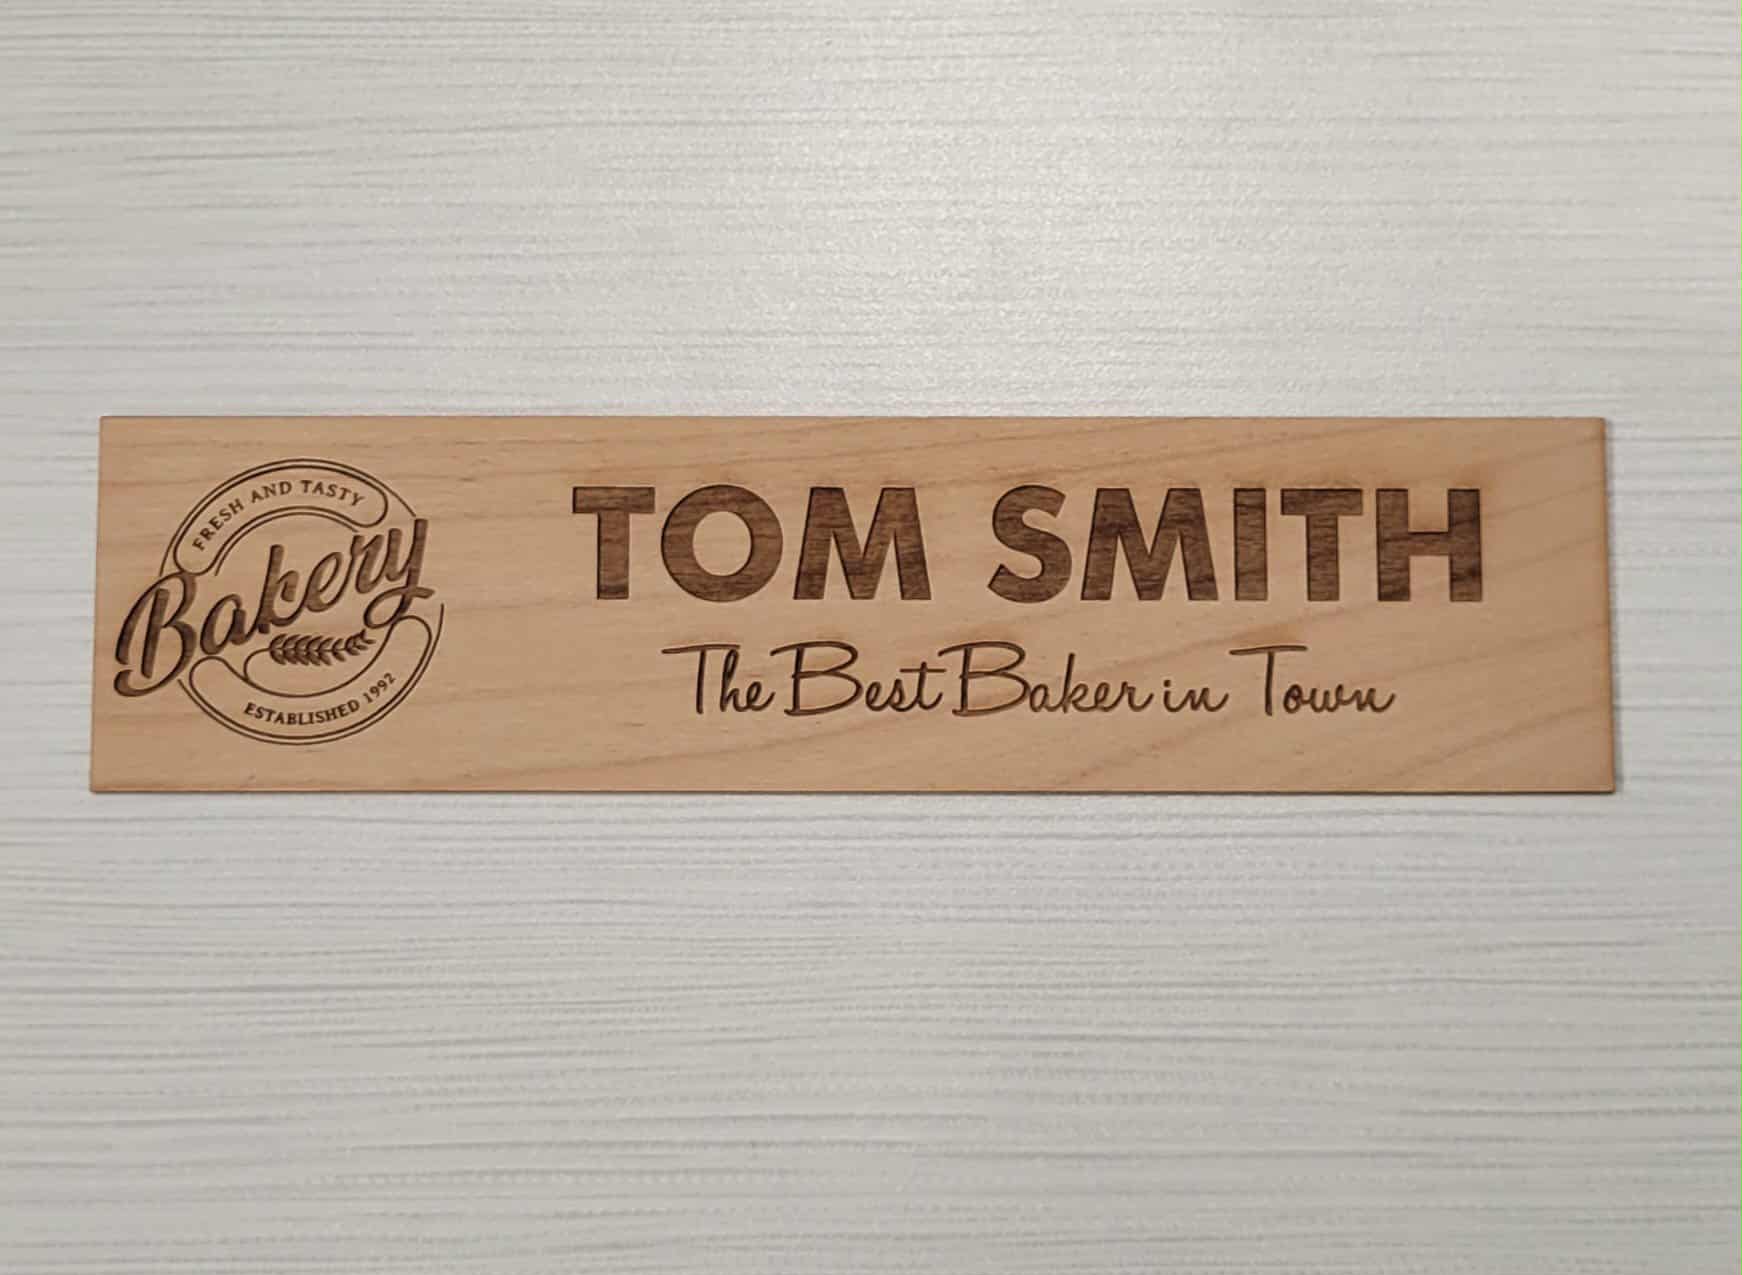 FRESH AND TASTY
Bakery
ESTABLISHED 1992
TOM SMITH
The Best Baker in Town